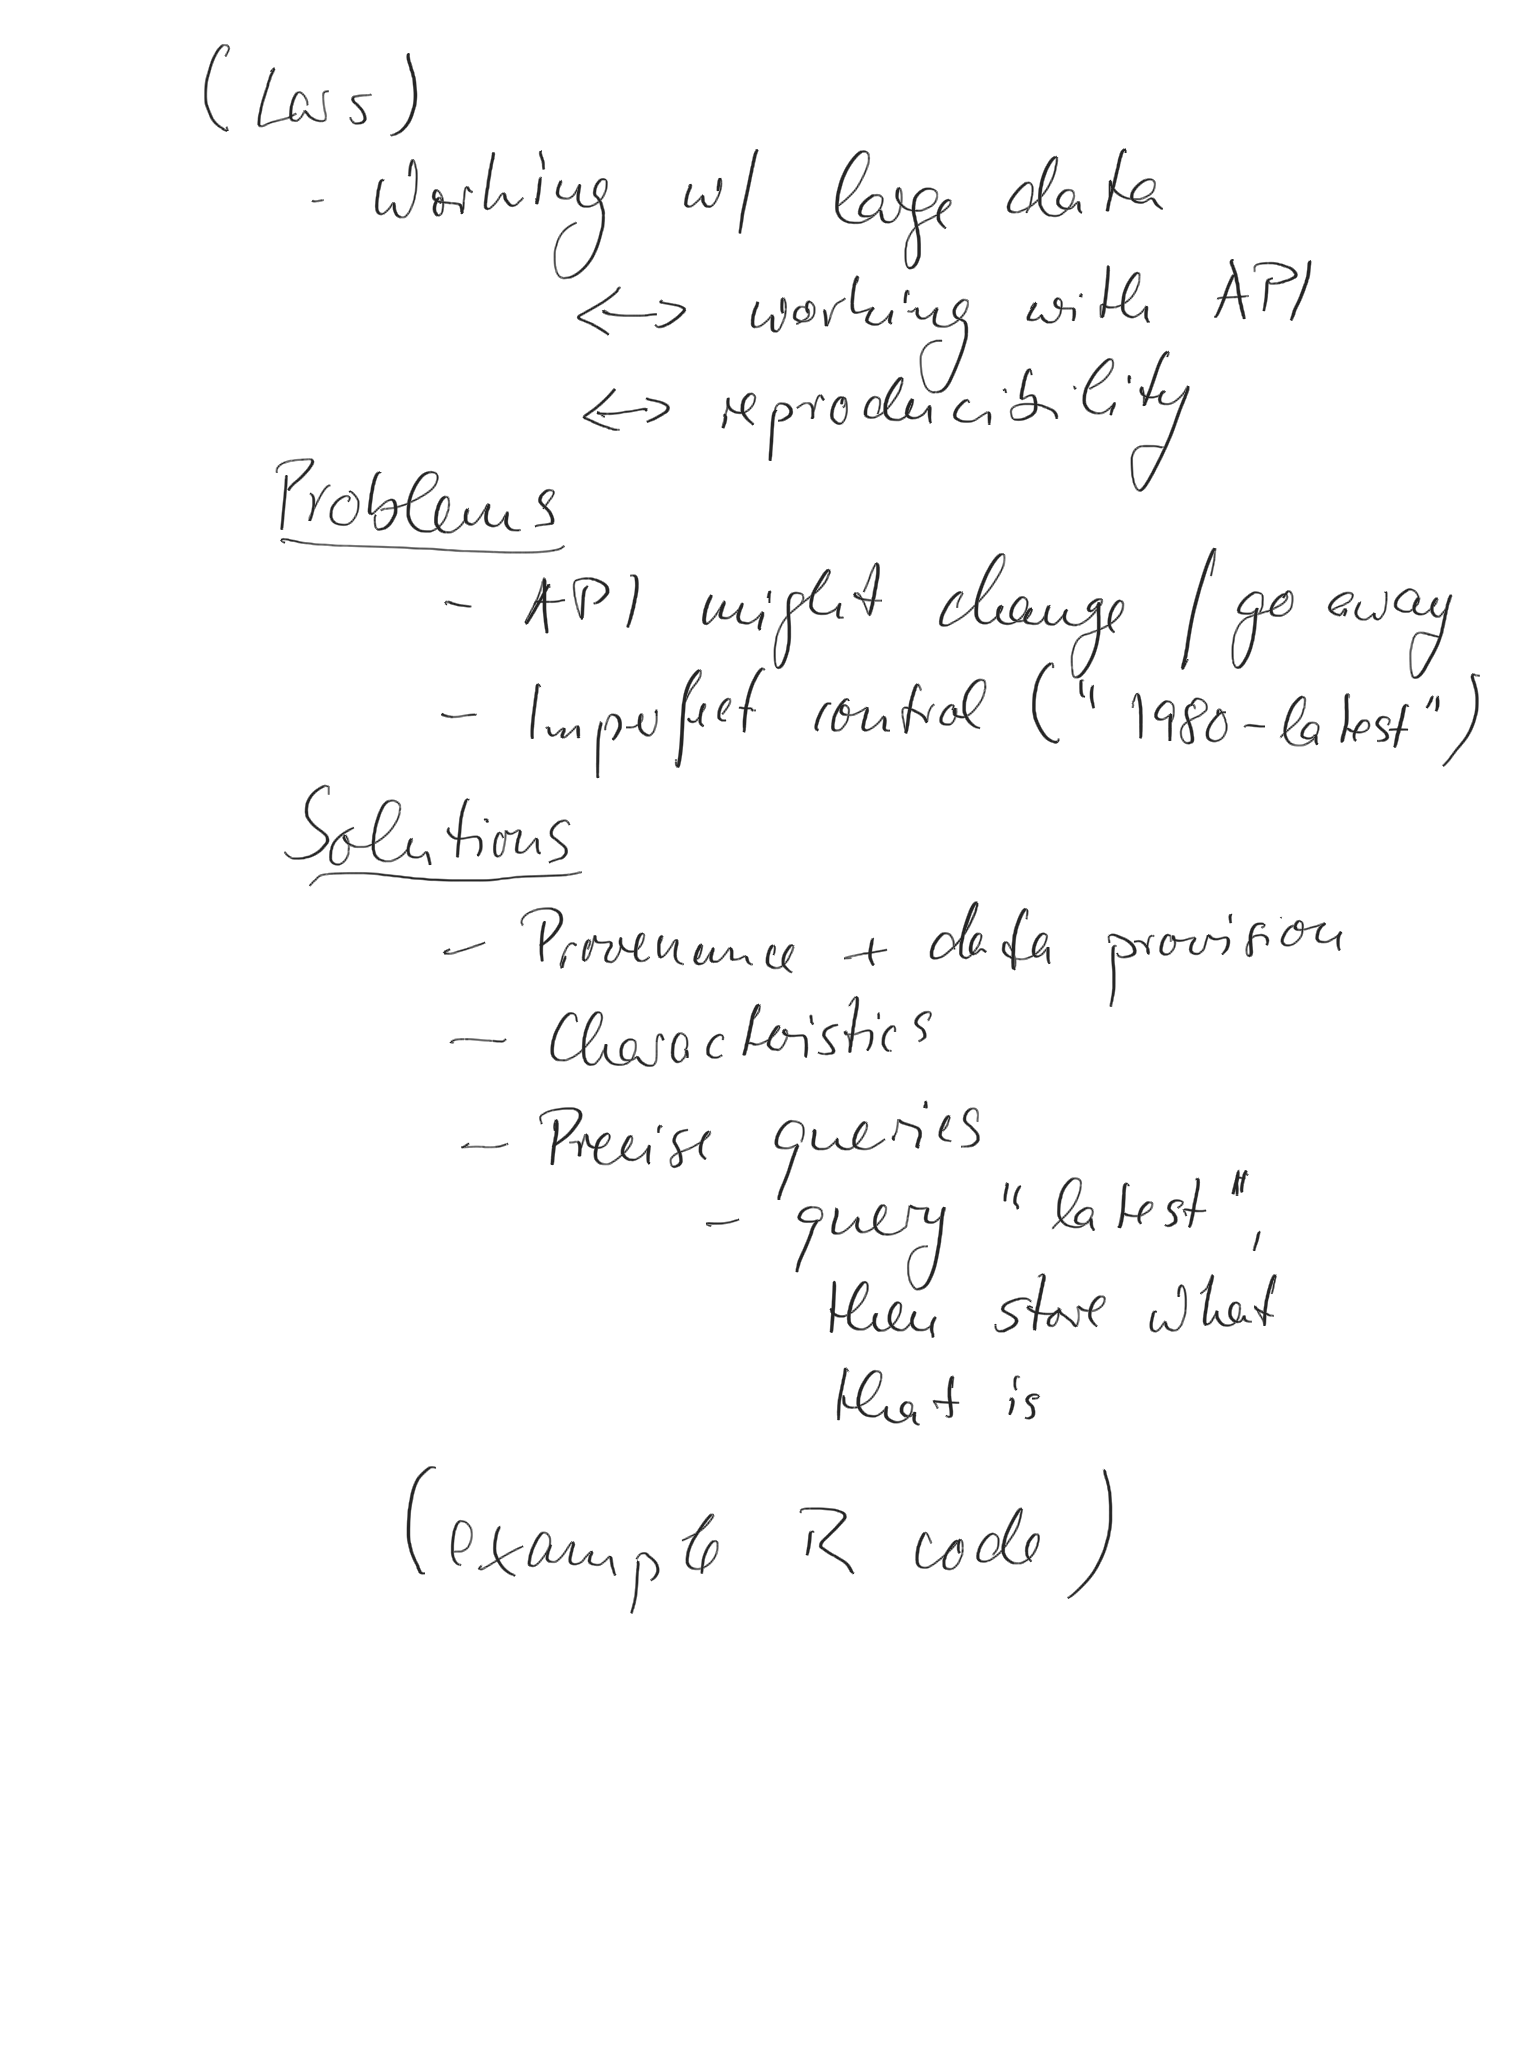 (Lars)
- Working w/ large data
<-> working with API
<-> reproducibility
Problems
- API might change / go away
- Imperfect control ("1980-latest")
Solutions
- Provenance + data provision
- Characteristics
- Precise queries
- query "latest",
then store what
that is
(example R code)